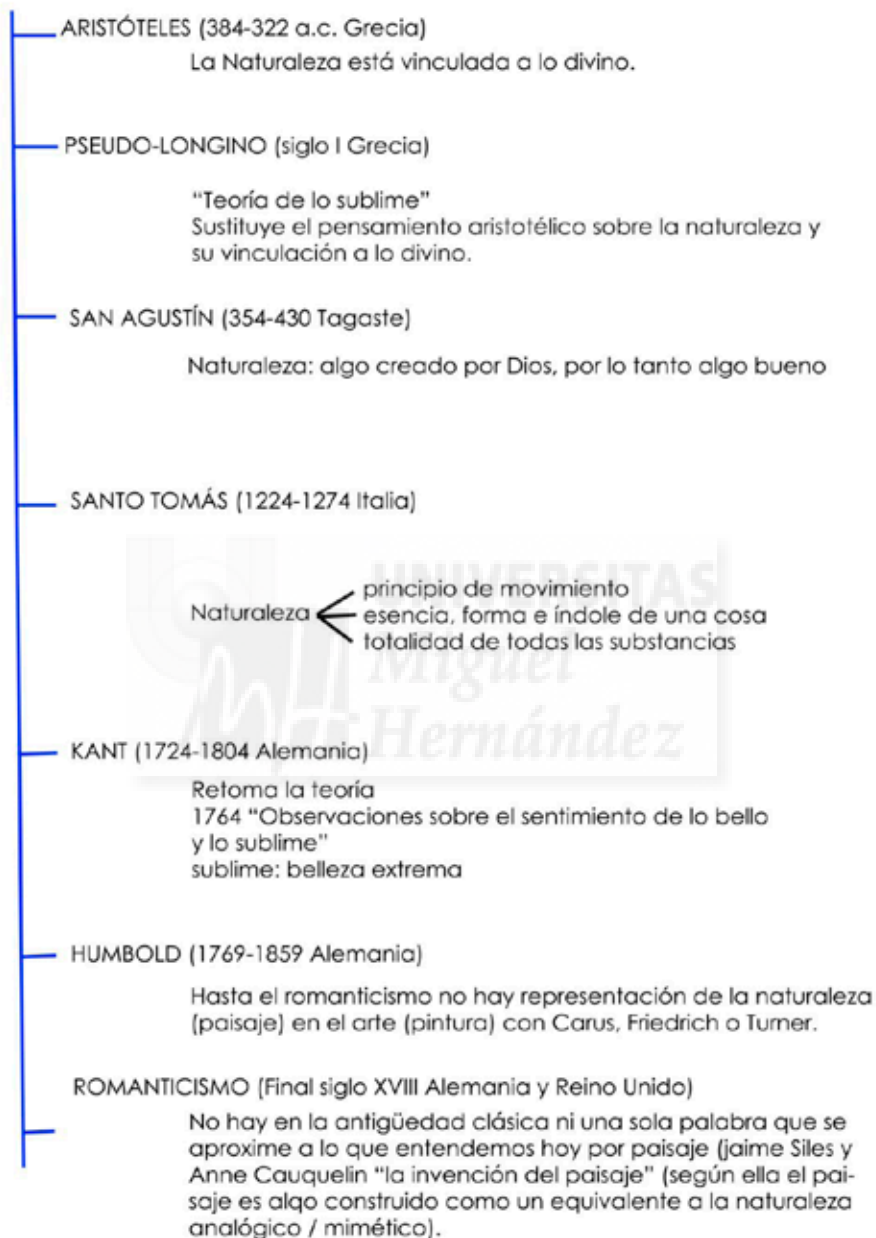 ARISTÓTELES (384-322 a.c. Grecia)
La Naturaleza está vinculada a lo divino.
PSEUDO-LONGINO (siglo I Grecia)
“Teoría de lo sublime”
Sustituye el pensamiento aristotélico sobre la naturaleza y
su vinculación a lo divino.
SAN AGUSTÍN (354-430 Tagaste)
Naturaleza: algo creado por Dios, por lo tanto algo bueno
SANTO TOMÁS (1224-1274 Italia)
UNIVERSITAS
Miguel
Hernández
Naturaleza
principio de movimiento
esencia, forma e índole de una cosa
totalidad de todas las substancias
KANT (1724-1804 Alemania)
Retoma la teoría
1764 “Observaciones sobre el sentimiento de lo bello
y lo sublime”
sublime: belleza extrema
HUMBOLD (1769-1859 Alemania)
Hasta el romanticismo no hay representación de la naturaleza
(paisaje) en el arte (pintura) con Carus, Friedrich o Turner.
ROMANTICISMO (Final siglo XVIII Alemania y Reino Unido)
No hay en la antigüedad clásica ni una sola palabra que se
aproxime a lo que entendemos hoy por paisaje (jaime Siles y
Anne Cauquelin “la invención del paisaje” (según ella el pai-
saje es algo construido como un equivalente a la naturaleza
analógico / mimético).